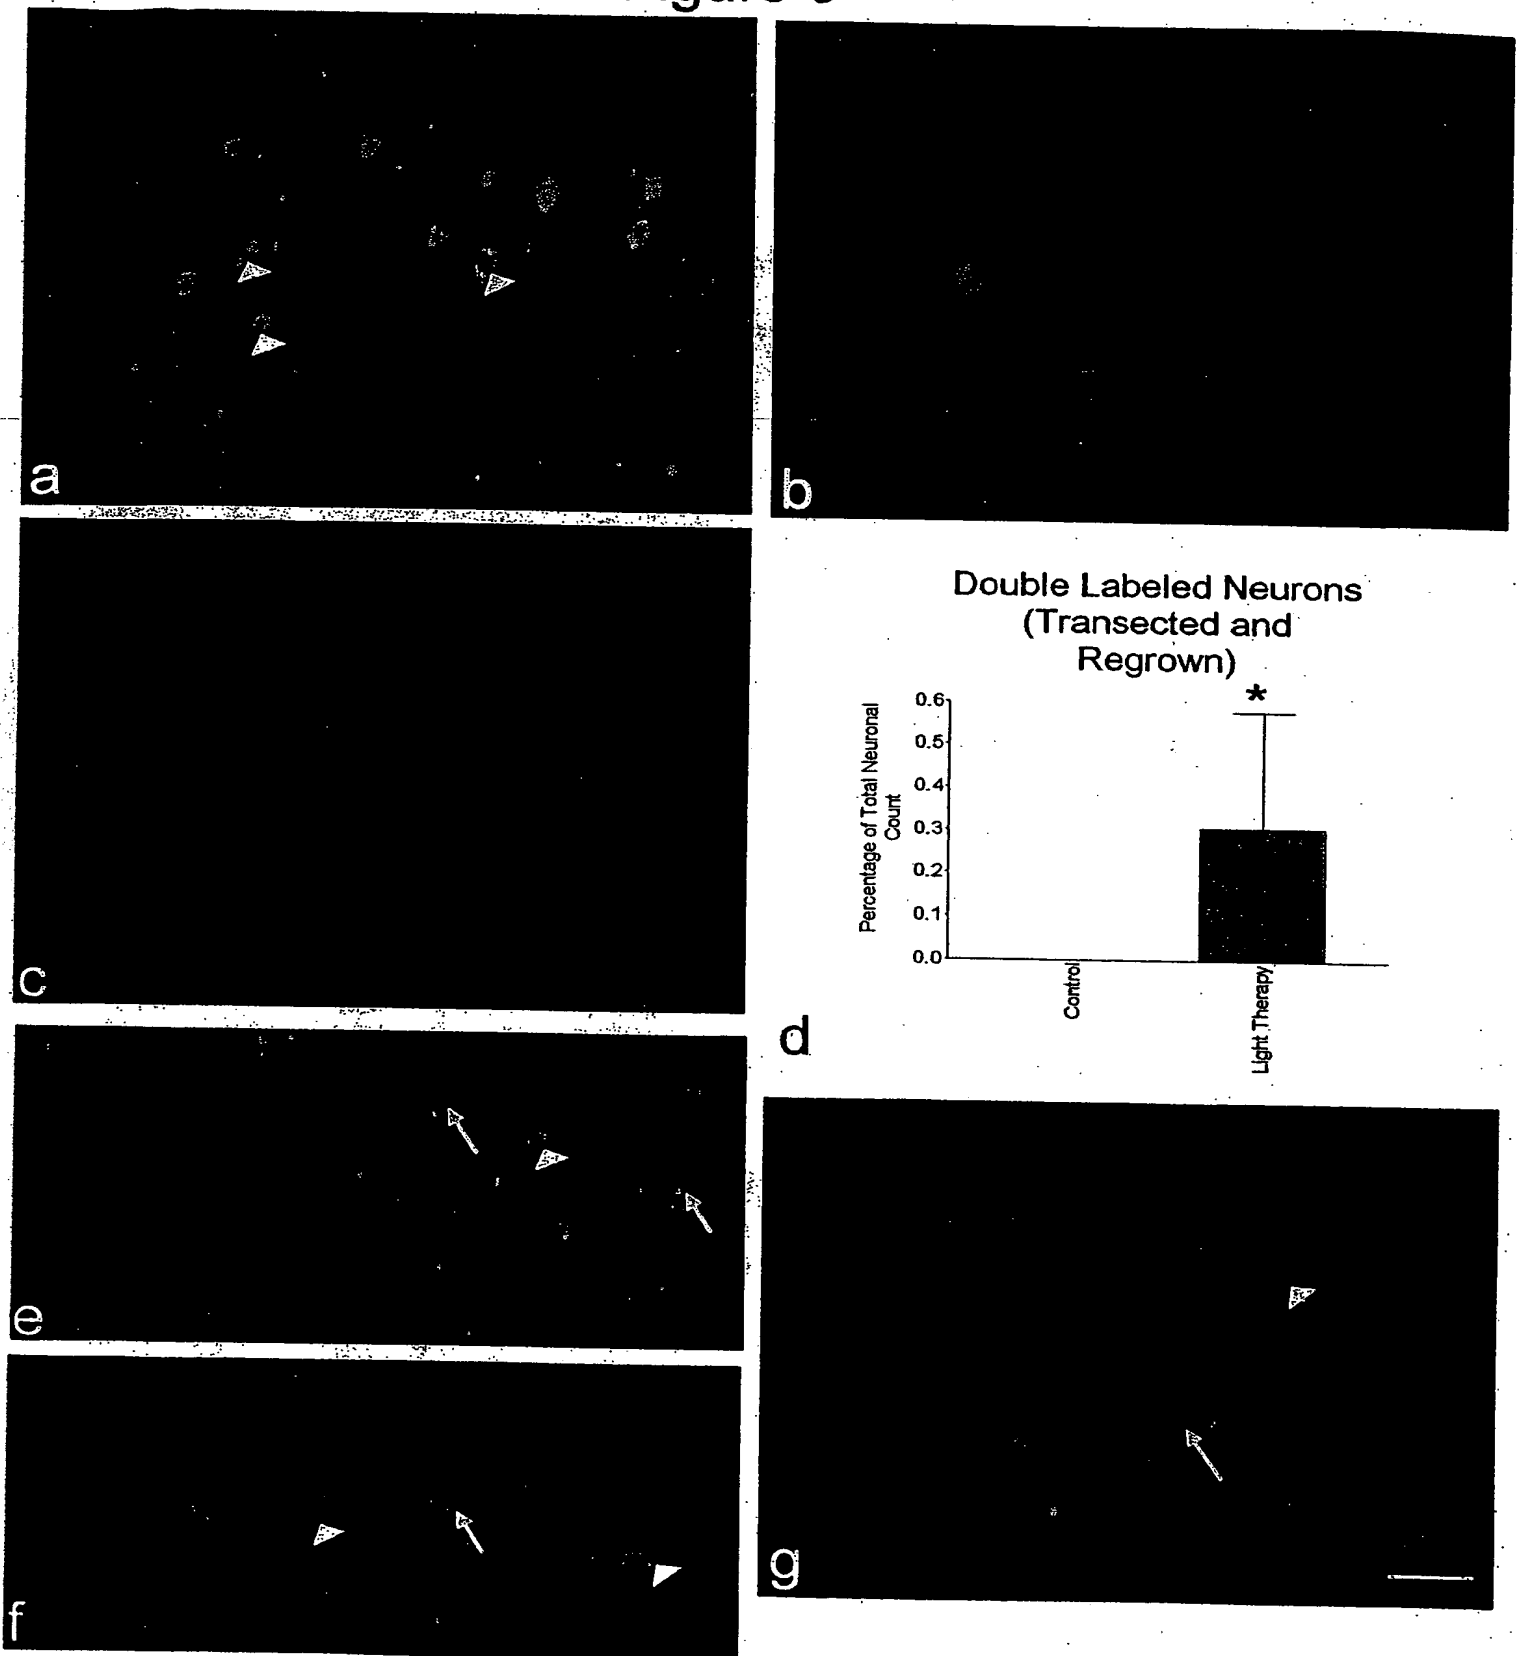 a
b
c
Double Labeled Neurons
(Transected and
Regrown)
*
Percentage of Total Neuronal
Count
0.6
0.5
0.4
0.3
0.2
0.1
0.0
Control
Light Therapy
d
e
f
g